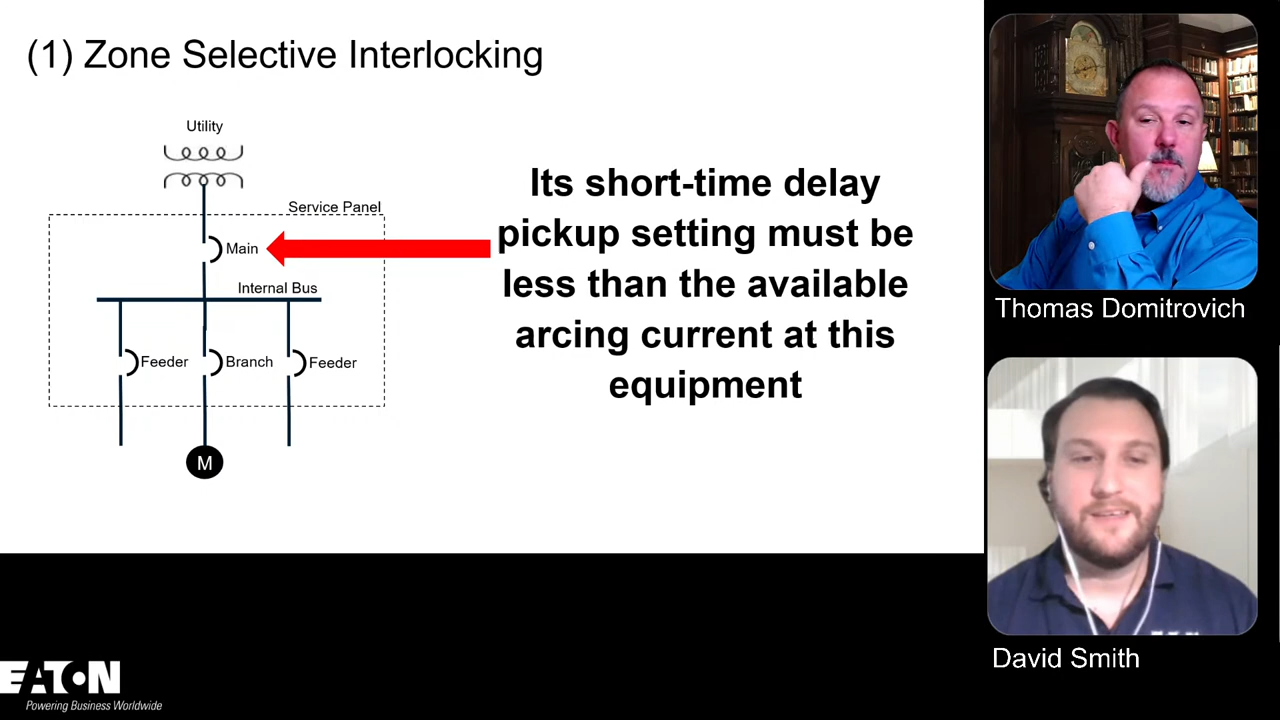 (1) Zone Selective Interlocking
Utility
Service Panel
Main
Internal Bus
Feeder
Branch
Feeder
M
Its short-time delay
pickup setting must be
less than the available
arcing current at this
equipment
Thomas Domitrovich
David Smith
EATON
Powering Business Worldwide